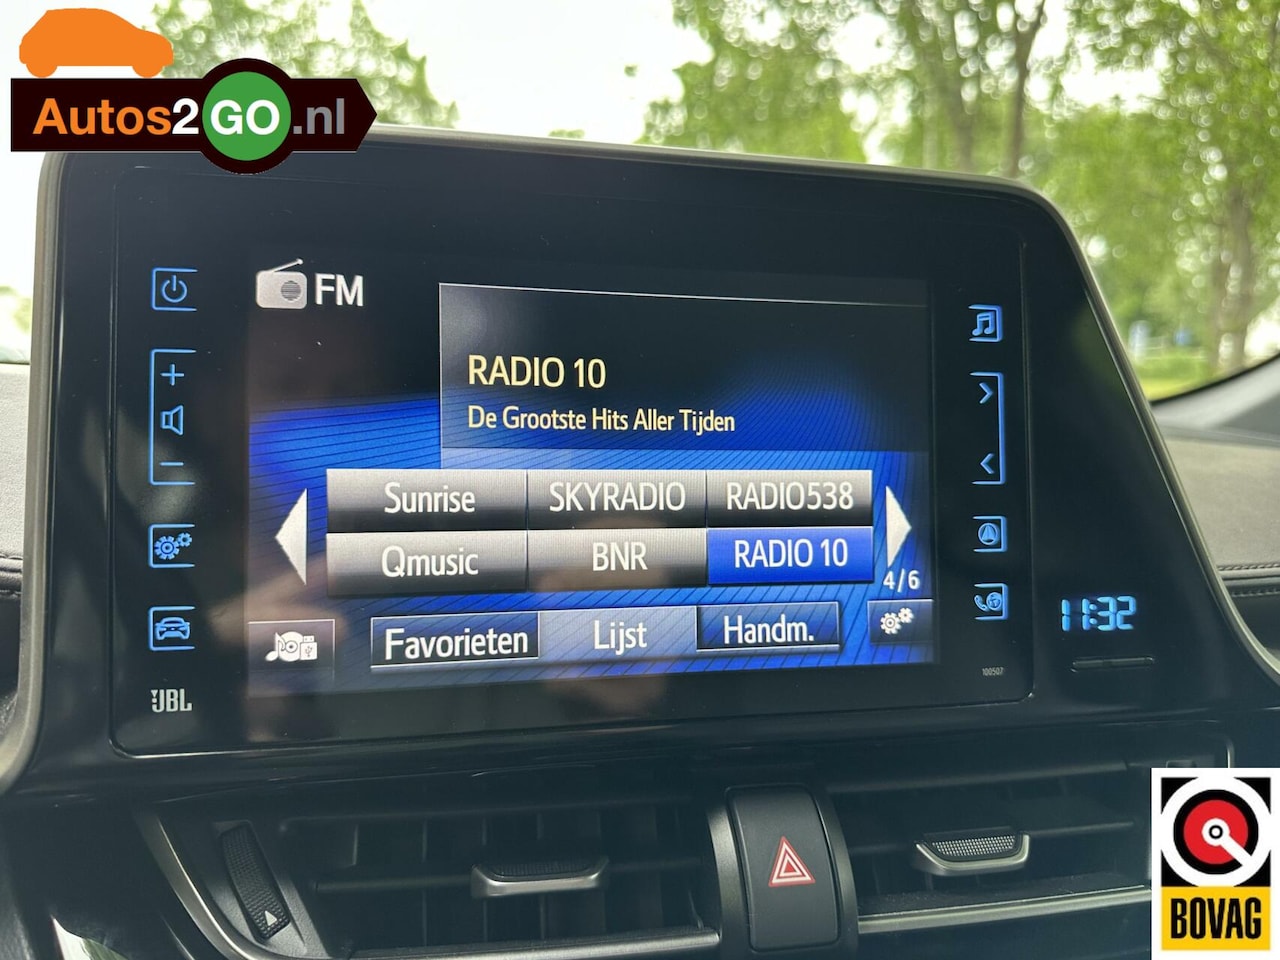 Autos2GO.nl
FM
RADIO 10
De Grootste Hits Aller Tijden
Sunrise
SKYRADIO
RADIO538
Qmusic
BNR
RADIO 10
4/6
Favorieten
Lijst
Handm.
JBL
100507
11:32
BOVAG